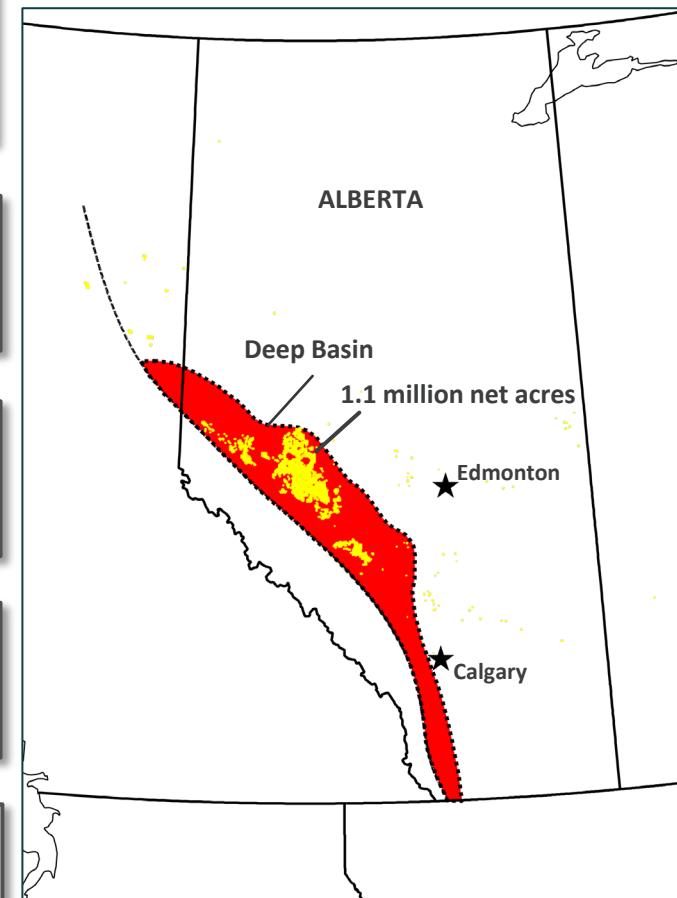 ALBERTA
Deep Basin
1.1 million net acres
Edmonton
Calgary